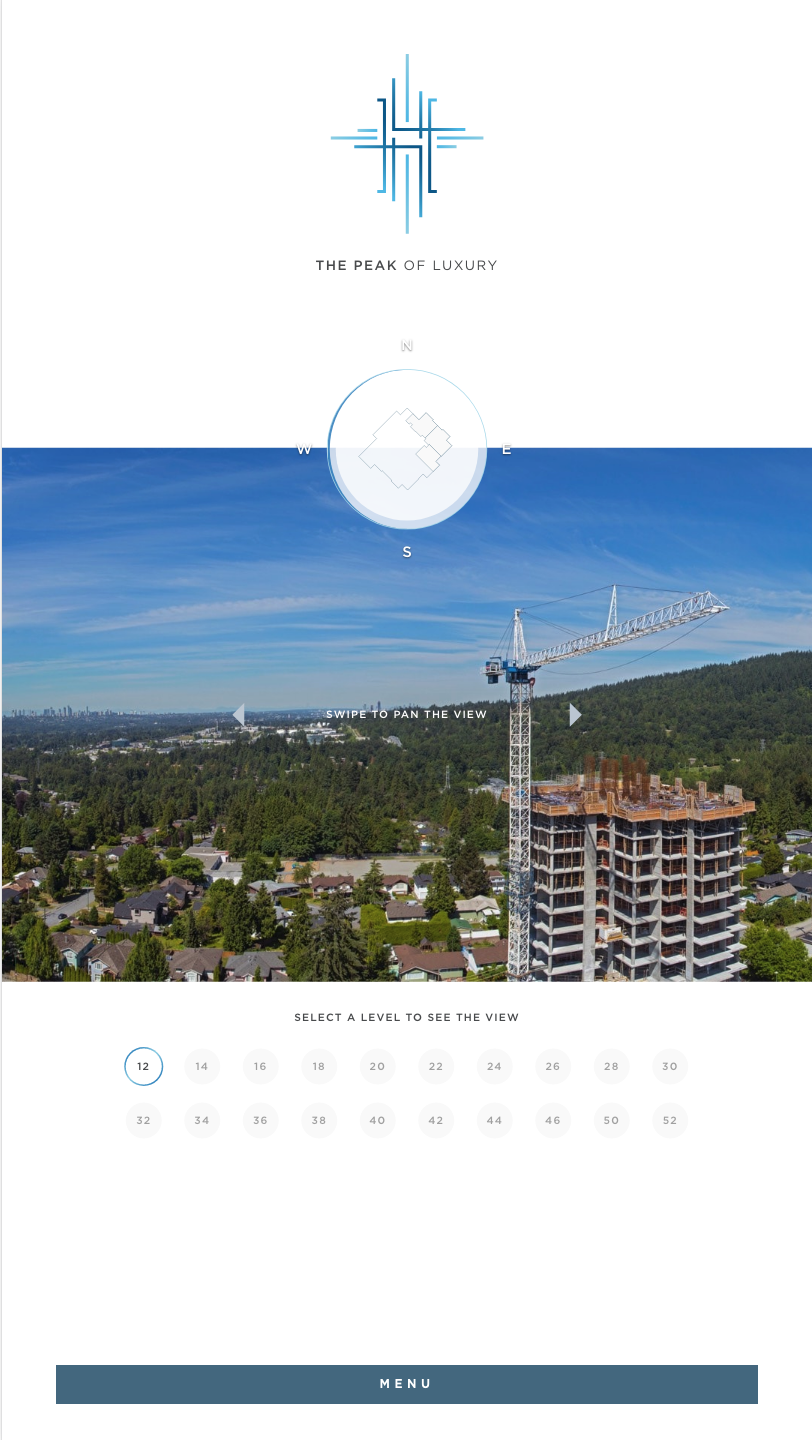 THE PEAK OF LUXURY
N
W E
S
SWIPE TO PAN THE VIEW
SELECT A LEVEL TO SEE THE VIEW
12 14 16 18 20 22 24 26 28 30
32 34 36 38 40 42 44 46 50 52
MENU